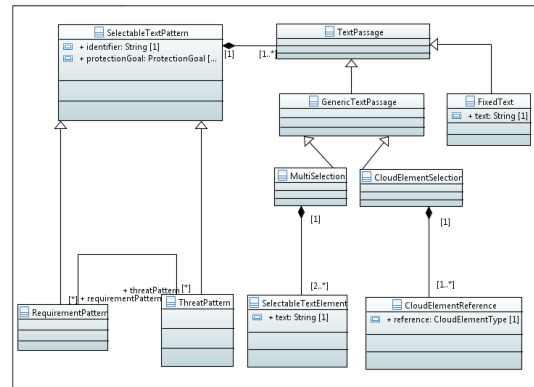 SelectableTextPattern
+ identifier: String [1]
+ protectionGoal: ProtectionGoal [...
[1]
[1..*]
TextPassage
GenericTextPassage
FixedText
+ text: String [1]
MultiSelection
CloudElementSelection
[1]
[1]
+ threatPattern [*]
[*] + requirementPattern
[2..*]
[1..*]
RequirementPattern
ThreatPattern
SelectableTextElement
+ text: String [1]
CloudElementReference
+ reference: CloudElementType [1]